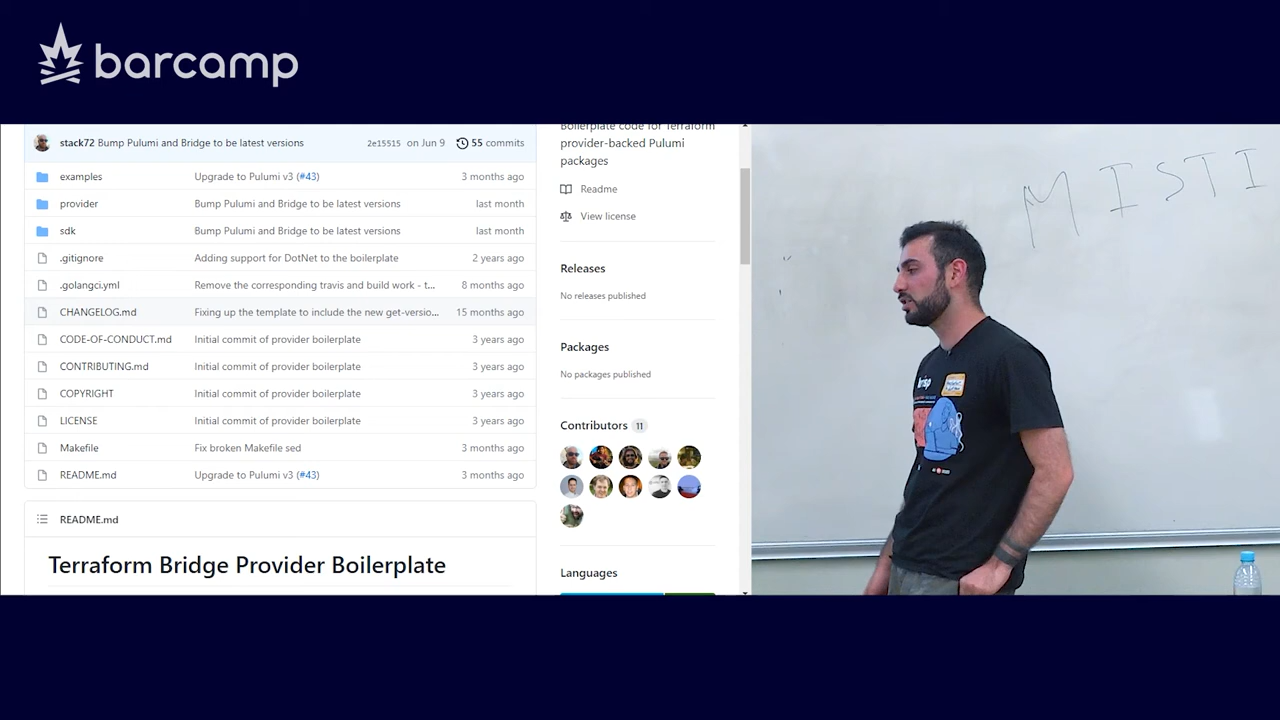 barcamp
stack72 Bump Pulumi and Bridge to be latest versions 2e15515 on Jun 9 55 commits
examples Upgrade to Pulumi v3 (#43) 3 months ago
provider Bump Pulumi and Bridge to be latest versions last month
sdk Bump Pulumi and Bridge to be latest versions last month
.gitignore Adding support for DotNet to the boilerplate 2 years ago
.golangci.yml Remove the corresponding travis and build work - t... 8 months ago
CHANGELOG.md Fixing up the template to include the new get-versio... 15 months ago
CODE-OF-CONDUCT.md Initial commit of provider boilerplate 3 years ago
CONTRIBUTING.md Initial commit of provider boilerplate 3 years ago
COPYRIGHT Initial commit of provider boilerplate 3 years ago
LICENSE Initial commit of provider boilerplate 3 years ago
Makefile Fix broken Makefile sed 3 months ago
README.md Upgrade to Pulumi v3 (#43) 3 months ago
README.md
Terraform Bridge Provider Boilerplate
Boilerplate code for Terraform
provider-backed Pulumi
packages
Readme
View license
Releases
No releases published
Packages
No packages published
Contributors 11
Languages
MISTI